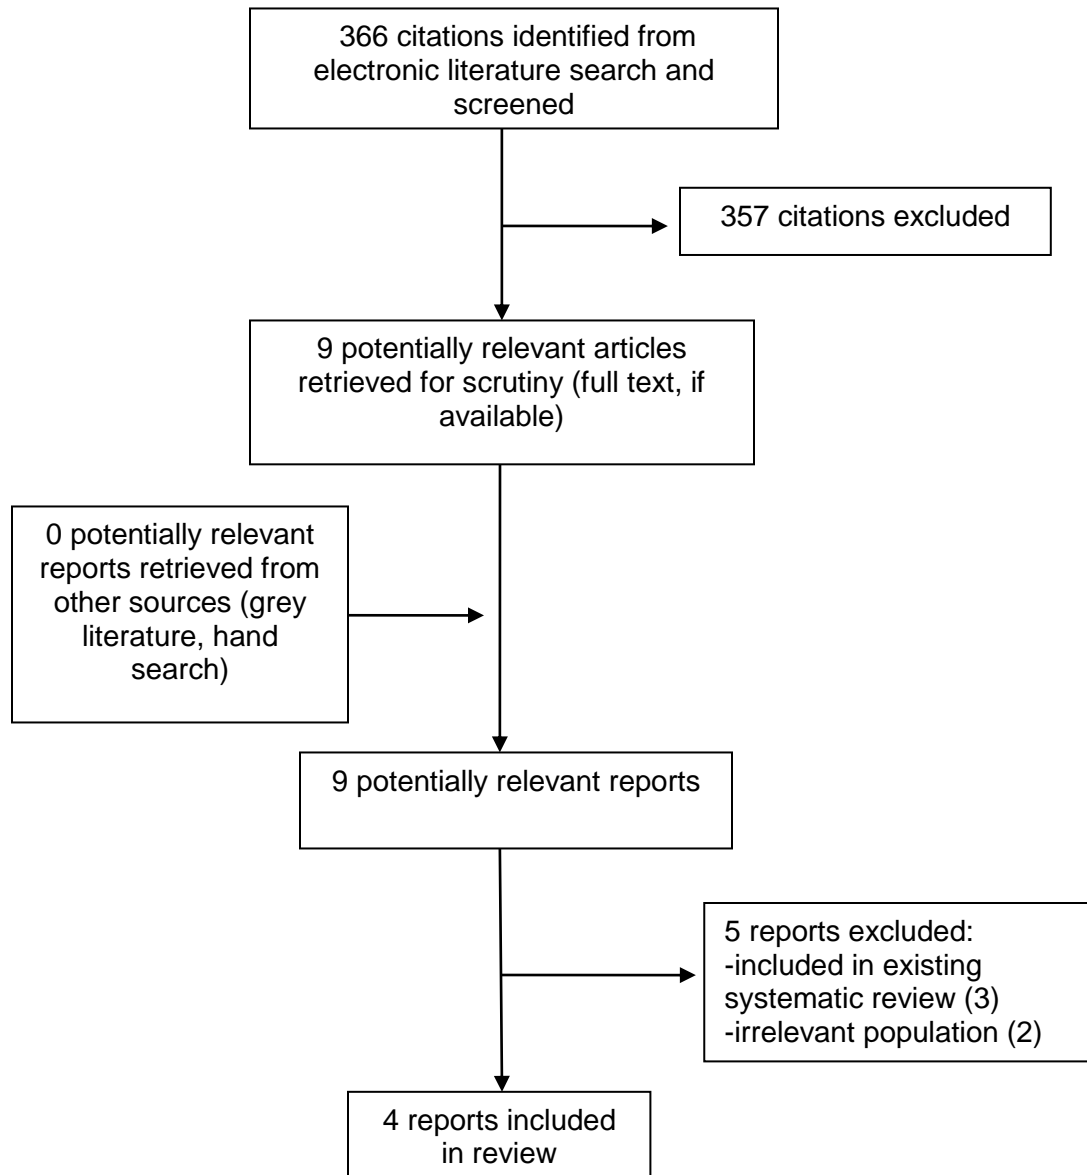 366 citations identified from
electronic literature search and
screened
357 citations excluded
9 potentially relevant articles
retrieved for scrutiny (full text, if
available)
0 potentially relevant
reports retrieved from
other sources (grey
literature, hand
search)
9 potentially relevant reports
5 reports excluded:
-included in existing
systematic review (3)
-irrelevant population (2)
4 reports included
in review